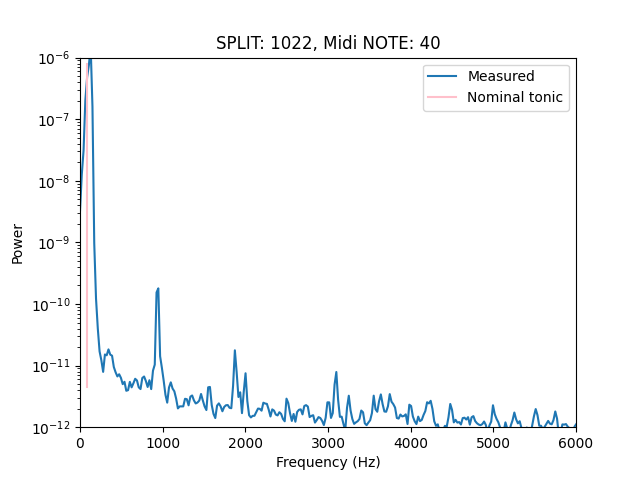 SPLIT: 1022, Midi NOTE: 40
Measured
Nominal tonic
Power
10⁻⁶
10⁻⁷
10⁻⁸
10⁻⁹
10⁻¹⁰
10⁻¹¹
10⁻¹²
0 1000 2000 3000 4000 5000 6000
Frequency (Hz)